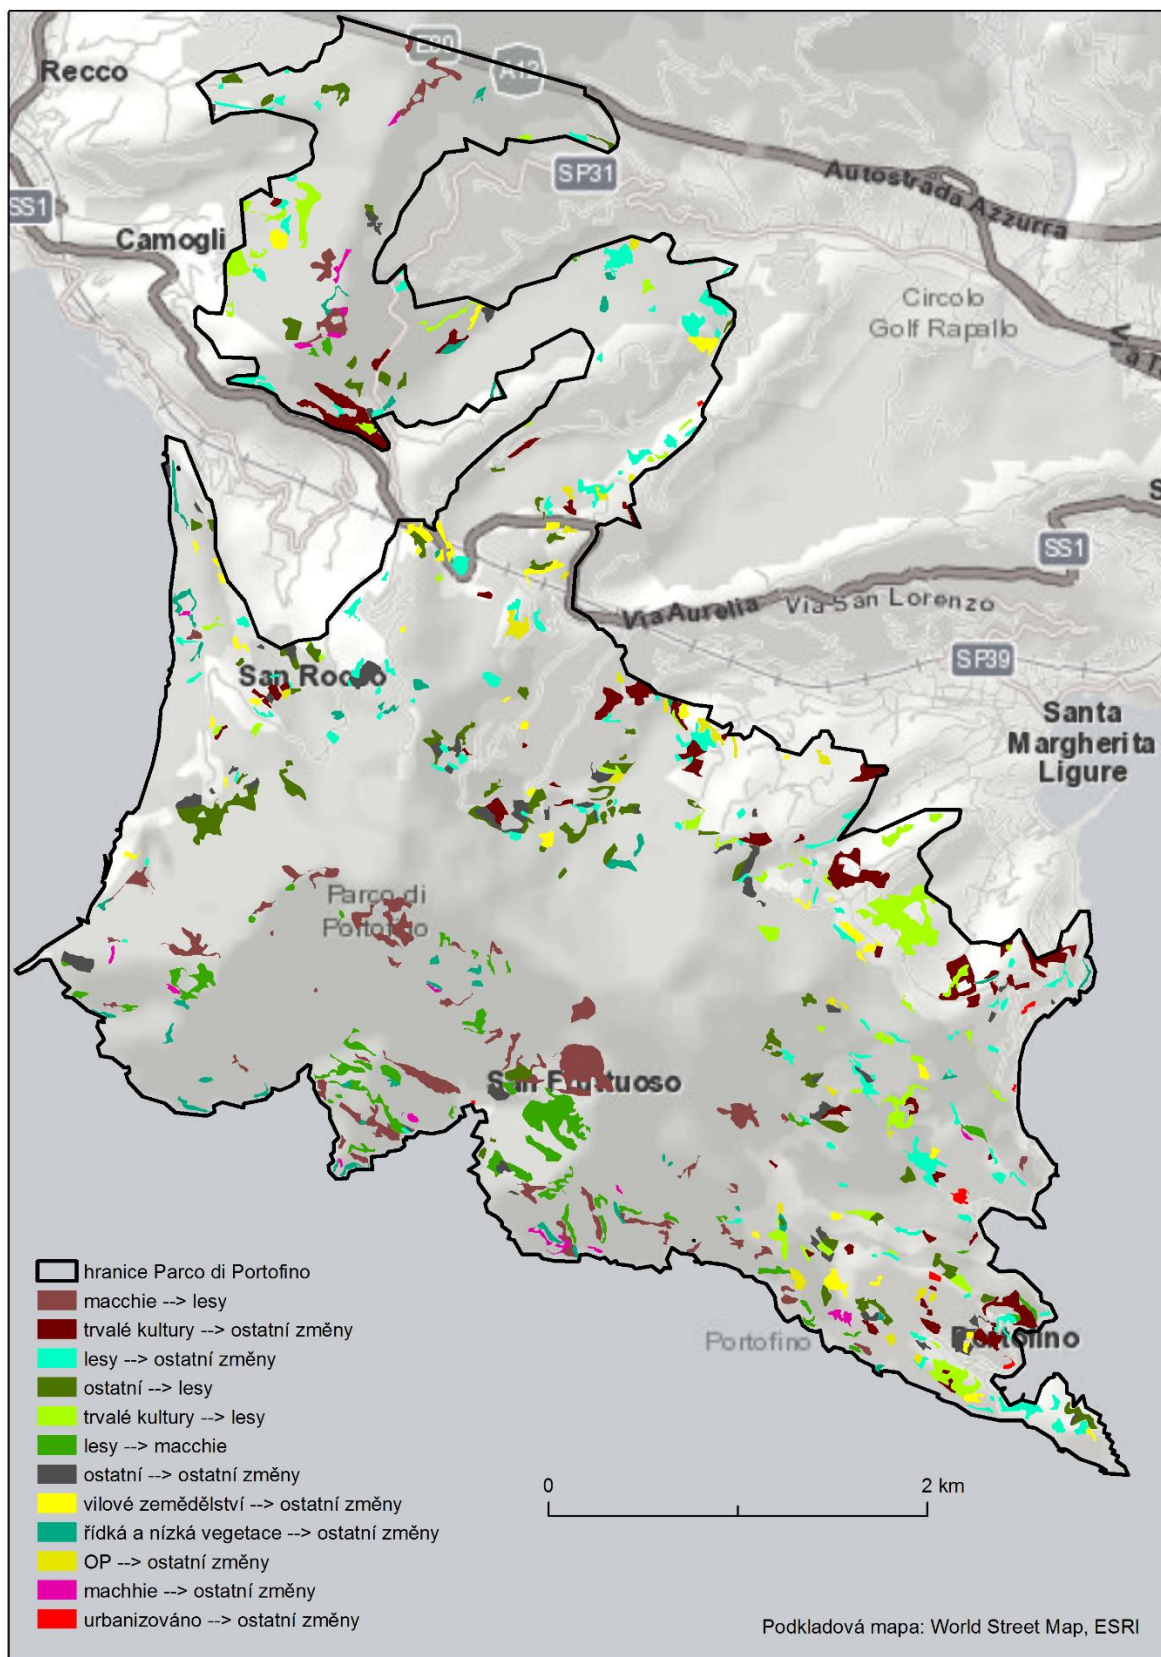 E80
A12
Recco
SP31
Autostrada Azzurra
SS1
Camogli
Circolo
Golf Rapallo
SS1
Via Aurelia
Via San Lorenzo
SP39
San Rocco
Santa
Margherita
Ligure
Parco di
Portofino
San Fruttuoso
hranice Parco di Portofino
macchie --> lesy
trvalé kultury --> ostatní změny
lesy --> ostatní změny
ostatní --> lesy
trvalé kultury --> lesy
lesy --> macchie
ostatní --> ostatní změny
vilové zemědělství --> ostatní změny
řídká a nízká vegetace --> ostatní změny
OP --> ostatní změny
machhie --> ostatní změny
urbanizováno --> ostatní změny
Portofino
Portofino
0 2 km
Podkladová mapa: World Street Map, ESRI